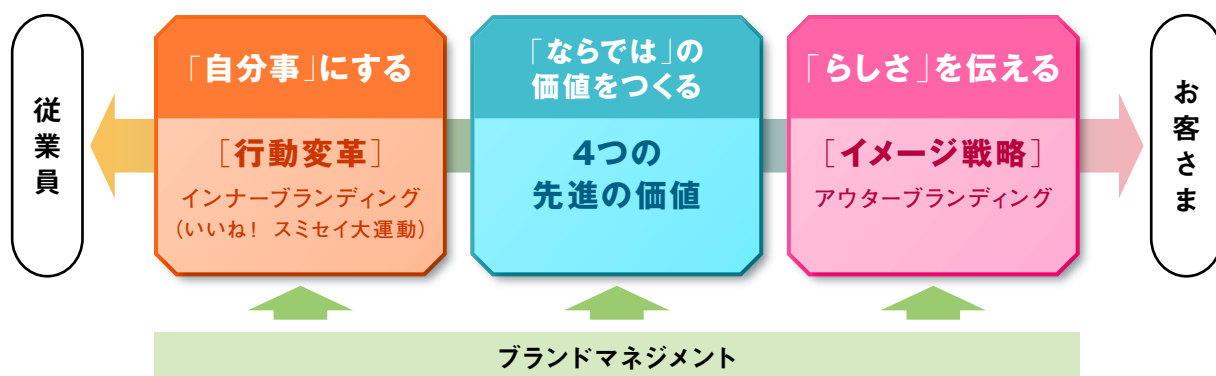 従業員
「自分事」にする
[行動変革]
インナーブランディング
(いいね! スミセイ大運動)
「ならでは」の
価値をつくる
4つの
先進の価値
「らしさ」を伝える
[イメージ戦略]
アウターブランディング
お客さま
ブランドマネジメント